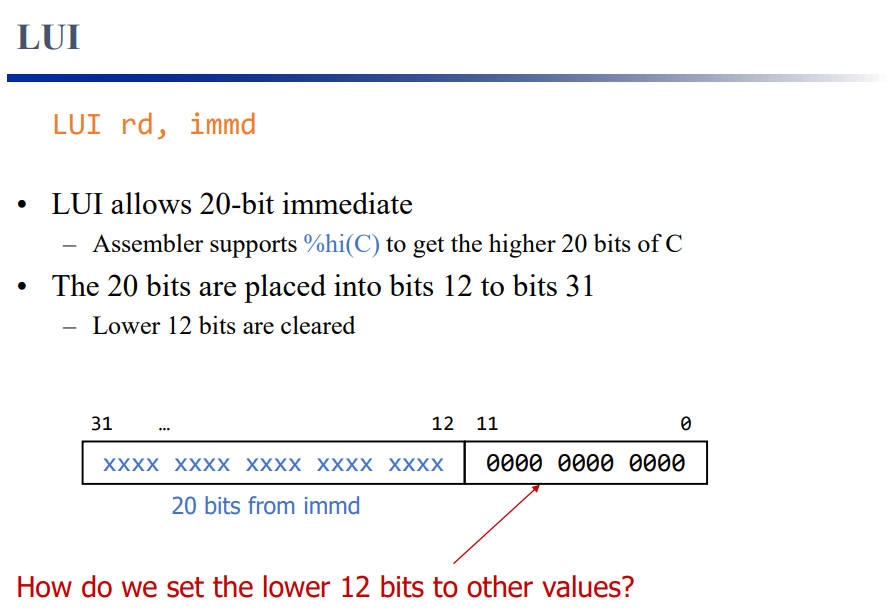 LUI
LUI rd, immd
• LUI allows 20-bit immediate
– Assembler supports %hi(C) to get the higher 20 bits of C
• The 20 bits are placed into bits 12 to bits 31
– Lower 12 bits are cleared
31 … 12 11 0
xxxx xxxx xxxx xxxx xxxx 0000 0000 0000
20 bits from immd
How do we set the lower 12 bits to other values?